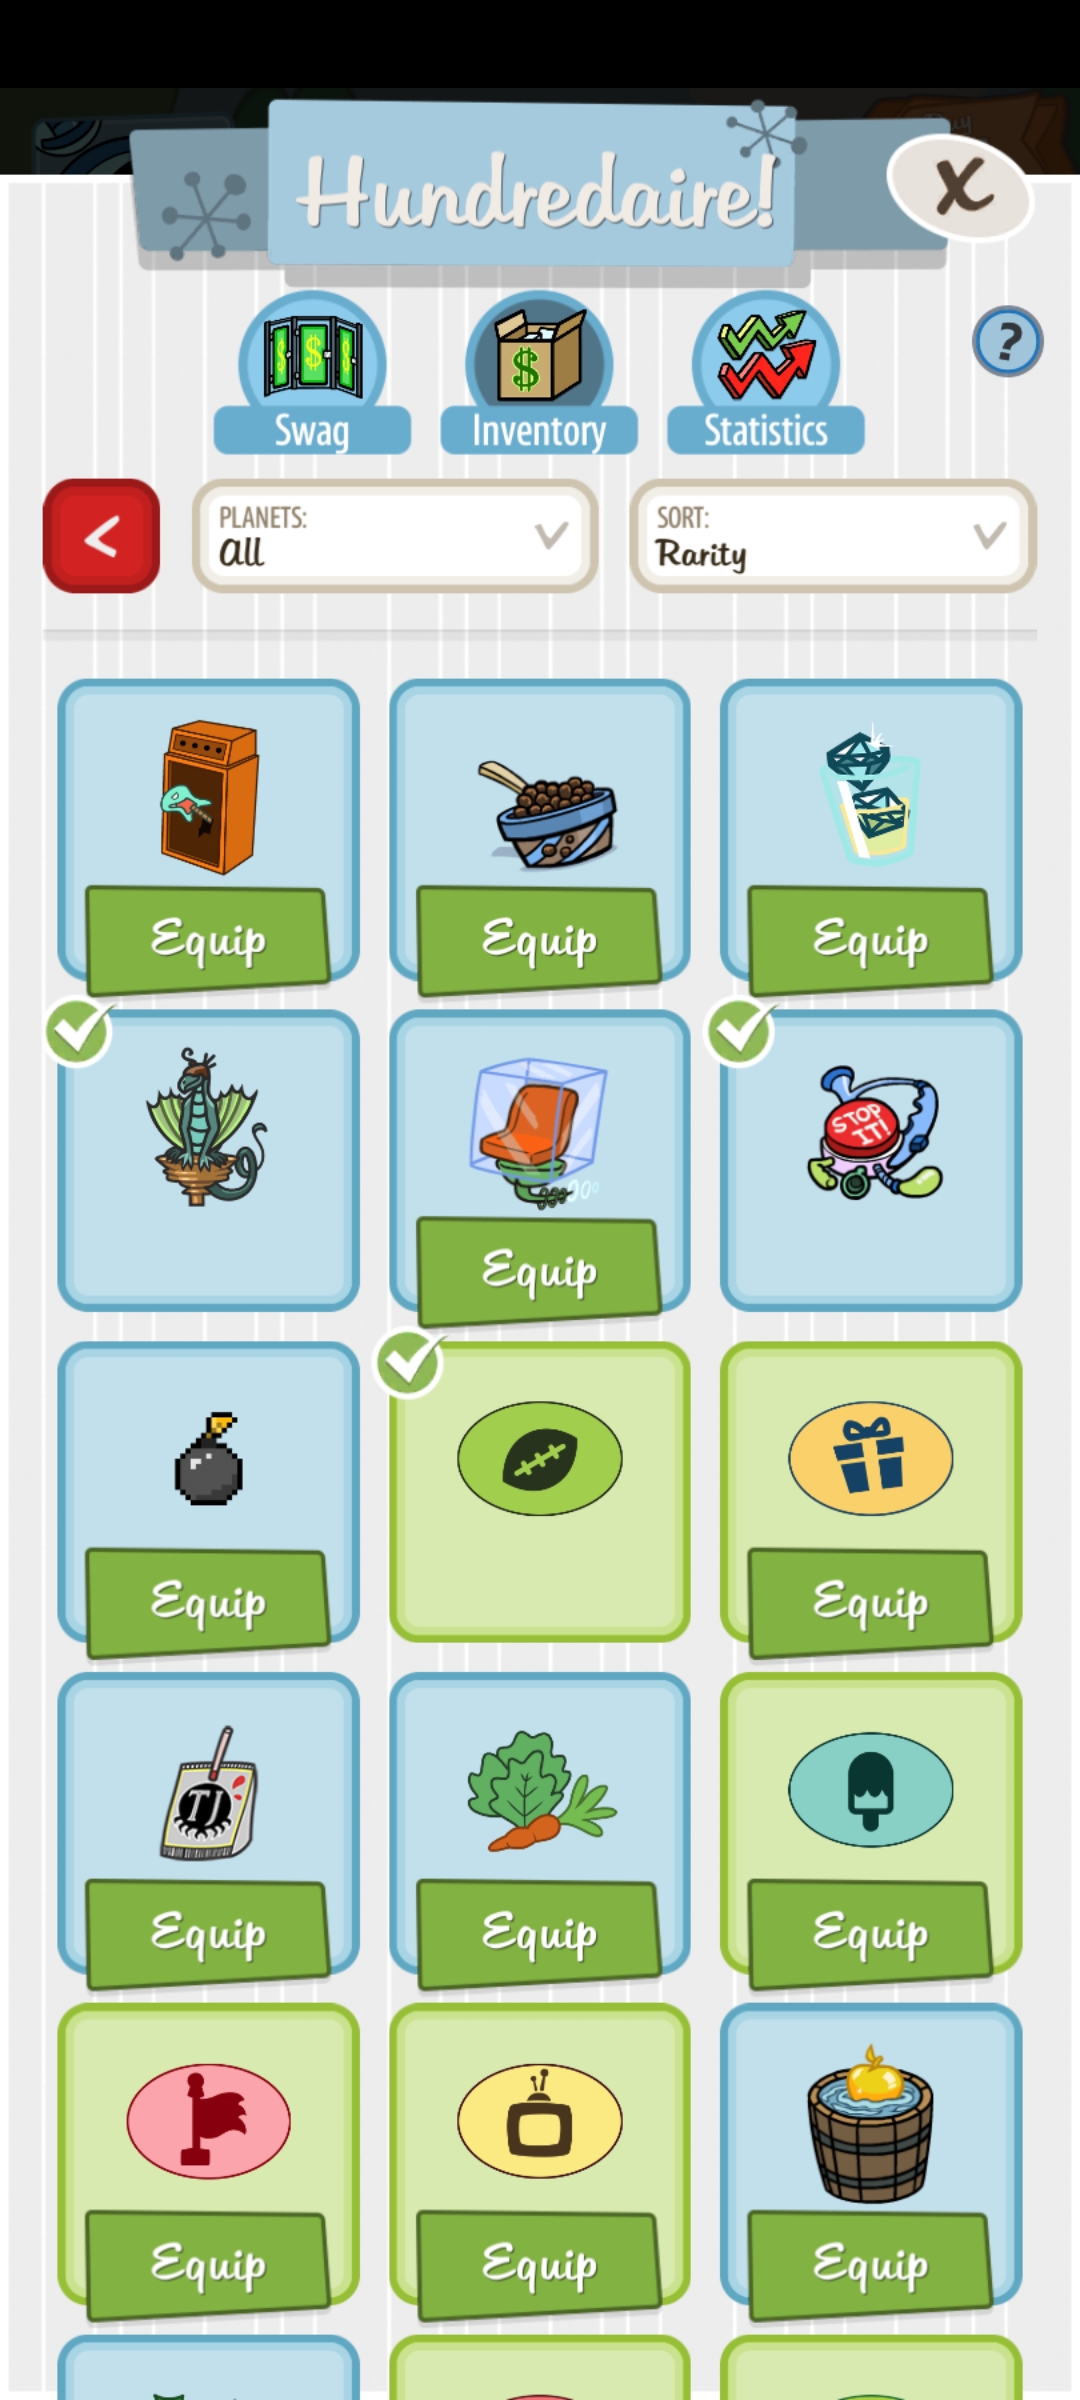 Hundredaire!
X
?
Swag
Inventory
Statistics
<
PLANETS:
All
SORT:
Rarity
Equip
Equip
Equip
STOP
IT!
Equip
Equip
Equip
TJ
Equip
Equip
Equip
Equip
Equip
Equip